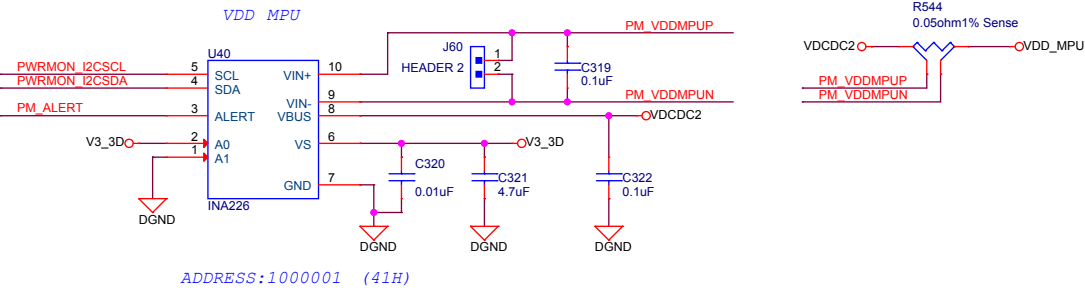 VDD MPU
U40
PWRMON_I2CSCL 5 SCL VIN+ 10
PWRMON_I2CSDA 4 SDA
PM_ALERT 3 ALERT
VIN- 9
VBUS 8
V3_3D 2 A0
1 A1
VS 6
GND 7
INA226
DGND
J60
HEADER 2
1
2
PM_VDDMPUP
C319
0.1uF
PM_VDDMPUN
VDCDC2
V3_3D
C320
0.01uF
C321
4.7uF
C322
0.1uF
DGND
DGND
DGND
ADDRESS:1000001 (41H)
R544
0.05ohm1% Sense
VDCDC2
VDD_MPU
PM_VDDMPUP
PM_VDDMPUN